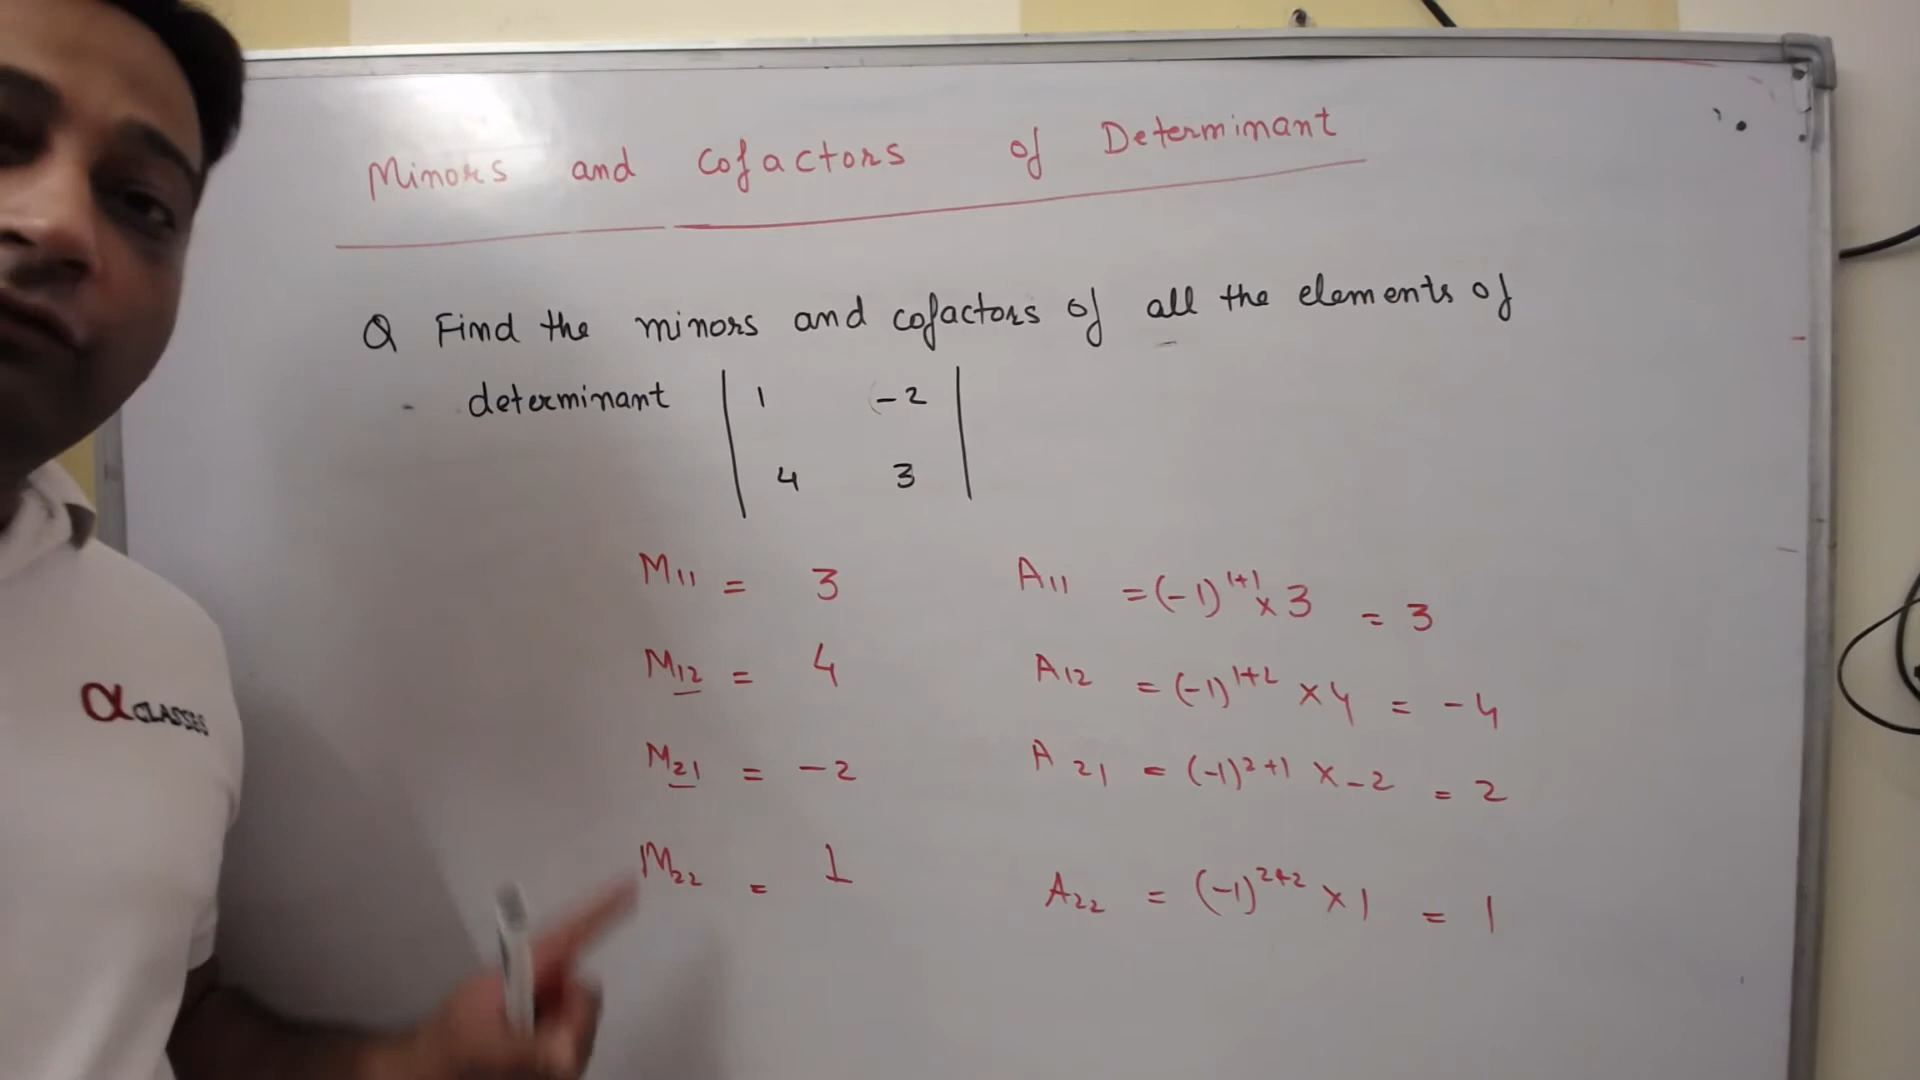 Minors and cofactors of Determinant
Q Find the minors and cofactors of all the elements of
determinant | 1 -2 |
| 4 3 |
M11 = 3 A11 = (-1)^1+1 × 3 = 3
M12 = 4 A12 = (-1)^1+2 × 4 = -4
M21 = -2 A21 = (-1)^2+1 × -2 = 2
M22 = 1 A22 = (-1)^2+2 × 1 = 1
α CLASSES